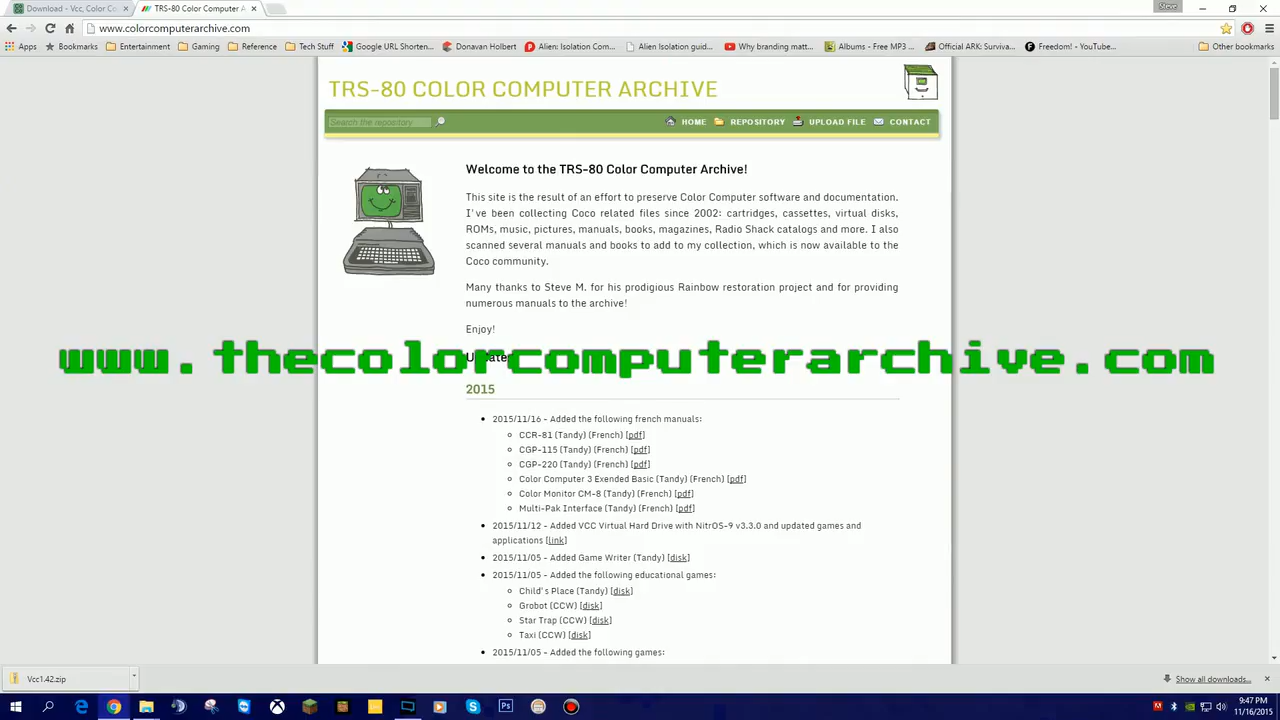 Download - Vcc, Color Co
TRS-80 Color Computer A
Steve
www.colorcomputerarchive.com
Apps
Bookmarks
Entertainment
Gaming
Reference
Tech Stuff
Google URL Shorten...
Donavan Holbert
Alien: Isolation Com...
Alien Isolation guid...
Why branding matt...
Albums - Free MP3 ...
Official ARK: Surviva...
Freedom! - YouTube...
Other bookmarks
TRS-80 COLOR COMPUTER ARCHIVE
Search the repository
HOME
REPOSITORY
UPLOAD FILE
CONTACT
Welcome to the TRS-80 Color Computer Archive!
This site is the result of an effort to preserve Color Computer software and documentation.
I've been collecting Coco related files since 2002: cartridges, cassettes, virtual disks,
ROMs, music, pictures, manuals, books, magazines, Radio Shack catalogs and more. I also
scanned several manuals and books to add to my collection, which is now available to the
Coco community.
Many thanks to Steve M. for his prodigious Rainbow restoration project and for providing
numerous manuals to the archive!
Enjoy!
Updates
www.thecolorcomputerarchive.com
2015
2015/11/16 - Added the following french manuals:
CCR-81 (Tandy) (French) [pdf]
CGP-115 (Tandy) (French) [pdf]
CGP-220 (Tandy) (French) [pdf]
Color Computer 3 Exended Basic (Tandy) (French) [pdf]
Color Monitor CM-8 (Tandy) (French) [pdf]
Multi-Pak Interface (Tandy) (French) [pdf]
2015/11/12 - Added VCC Virtual Hard Drive with NitrOS-9 v3.3.0 and updated games and
applications [link]
2015/11/05 - Added Game Writer (Tandy) [disk]
2015/11/05 - Added the following educational games:
Child's Place (Tandy) [disk]
Grobot (CCW) [disk]
Star Trap (CCW) [disk]
Taxi (CCW) [disk]
2015/11/05 - Added the following games:
Vcc1.42.zip
Show all downloads...
9:47 PM
11/16/2015